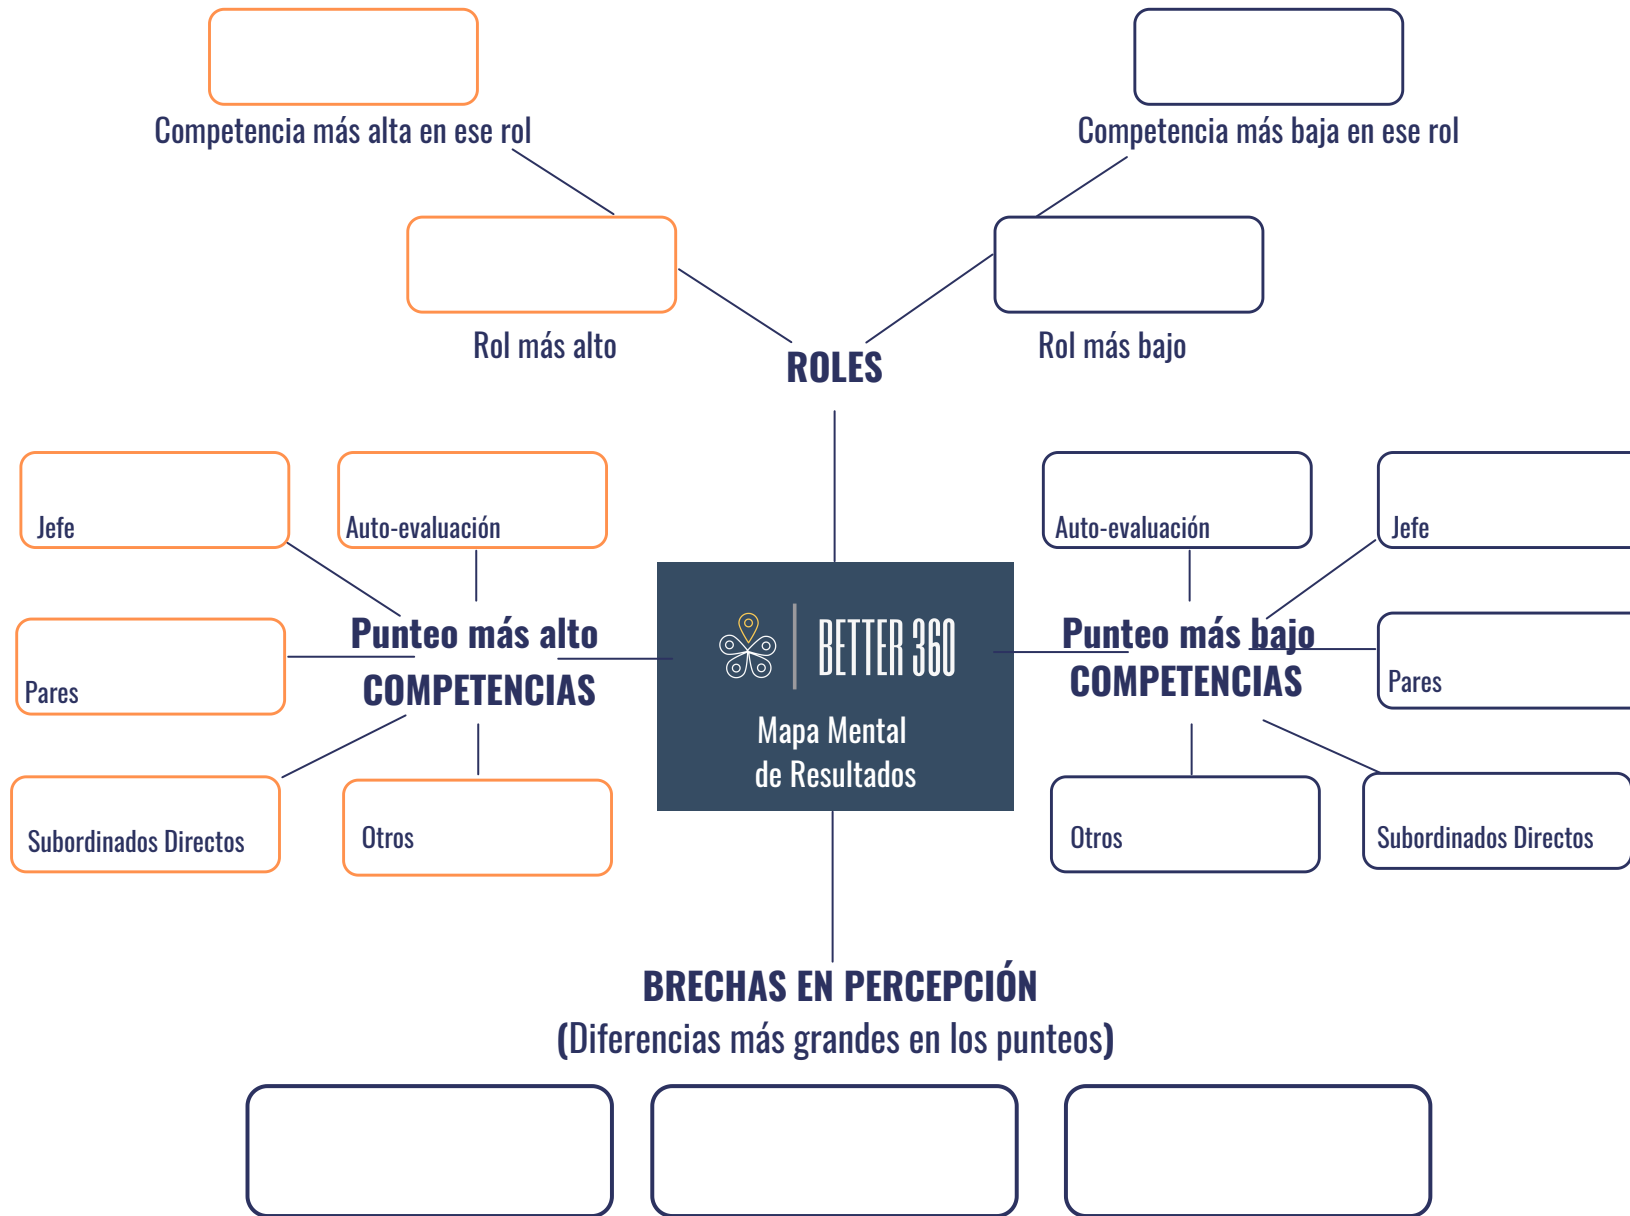 Competencia más alta en ese rol
Competencia más baja en ese rol
Rol más alto
Rol más bajo
ROLES
Jefe
Auto-evaluación
Pares
Punteo más alto
COMPETENCIAS
Subordinados Directos
Otros
BETTER 360
Mapa Mental
de Resultados
Auto-evaluación
Jefe
Punteo más bajo
COMPETENCIAS
Pares
Otros
Subordinados Directos
BRECHAS EN PERCEPCIÓN
(Diferencias más grandes en los punteos)